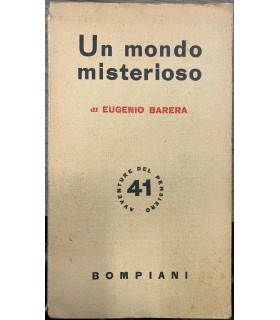 Un mondo
misterioso
di EUGENIO BARERA
AVVENTURE DEL PENSIERO
41
BOMPIANI